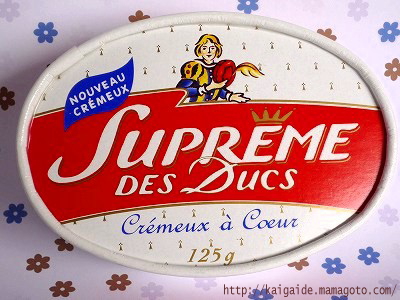 NOUVEAU
CRÉMEUX
SUPRÊME
DES DUCS
Crémeux à Coeur
125g
http://kaigaide.mamagoto.com/